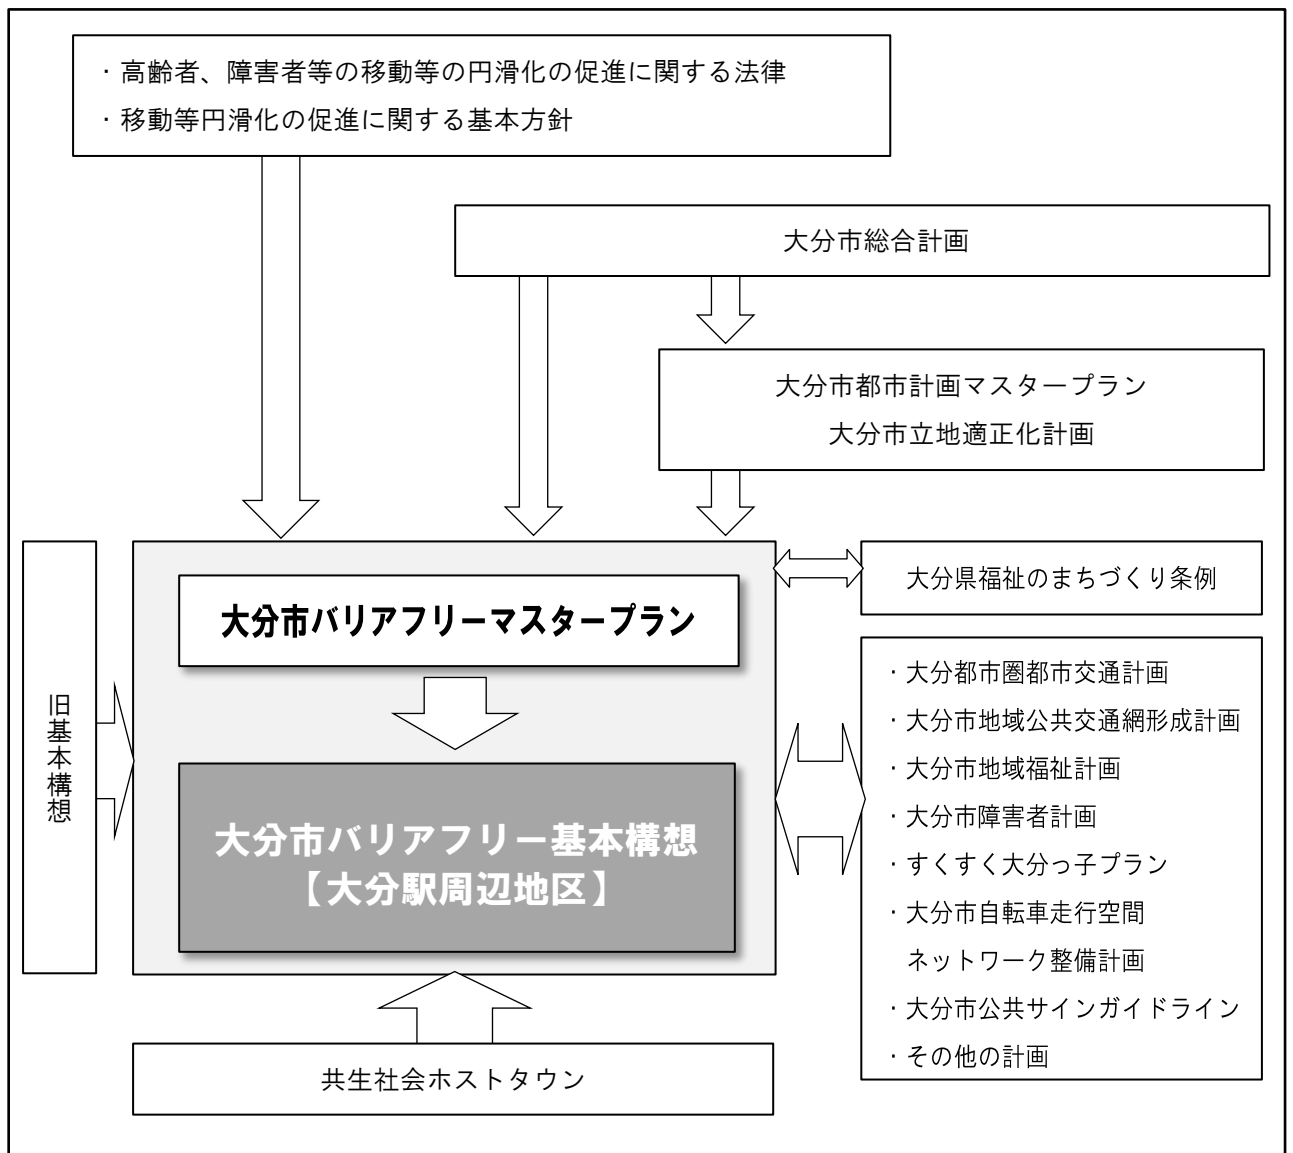 ・高齢者、障害者等の移動等の円滑化の促進に関する法律
・移動等円滑化の促進に関する基本方針
大分市総合計画
大分市都市計画マスタープラン
大分市立地適正化計画
旧基本構想
大分市バリアフリーマスタープラン
大分市バリアフリー基本構想
【大分駅周辺地区】
大分県福祉のまちづくり条例
・大分都市圏都市交通計画
・大分市地域公共交通網形成計画
・大分市地域福祉計画
・大分市障害者計画
・すくすく大分っ子プラン
・大分市自転車走行空間
ネットワーク整備計画
・大分市公共サインガイドライン
・その他の計画
共生社会ホストタウン